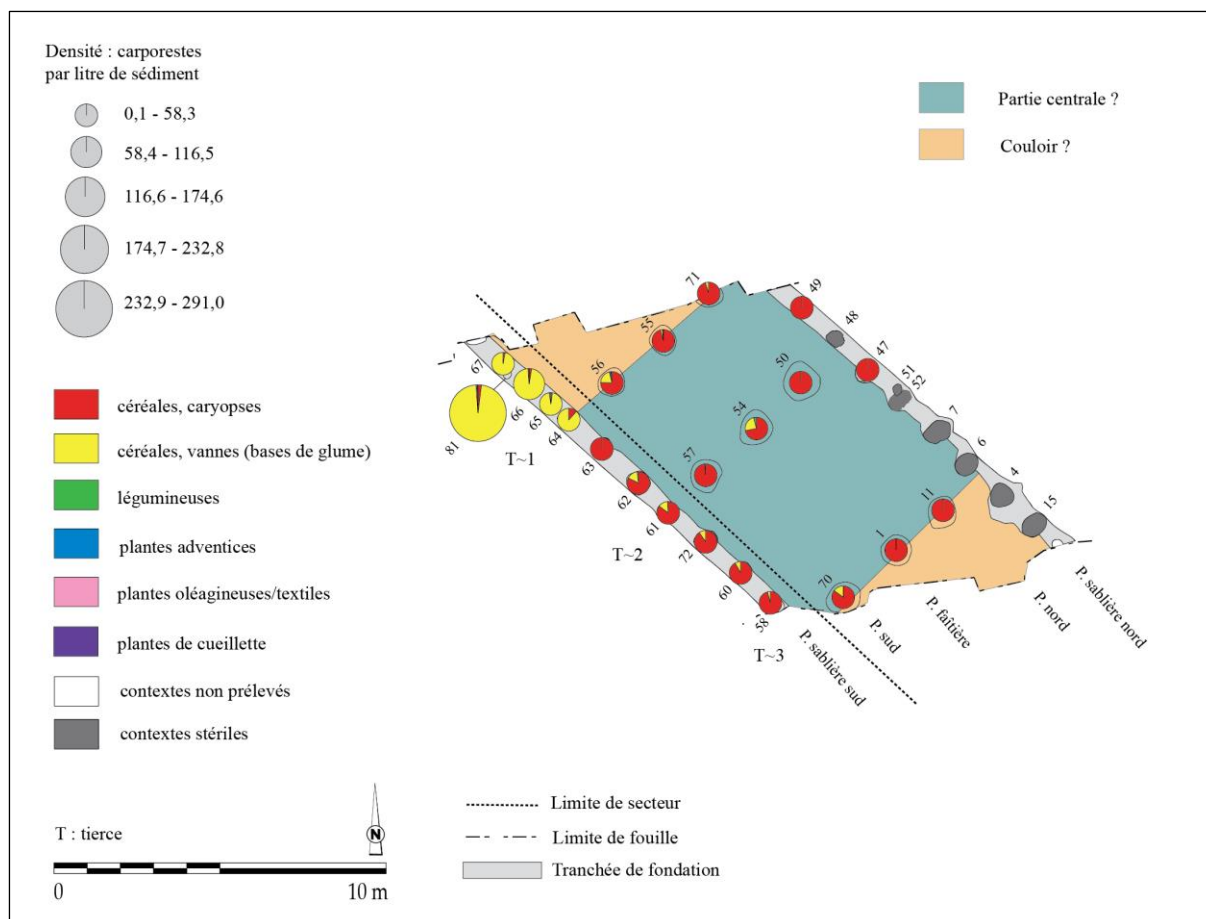 Densité : carporestes
par litre de sédiment
0,1 - 58,3
58,4 - 116,5
116,6 - 174,6
174,7 - 232,8
232,9 - 291,0
céréales, caryopses
céréales, vannes (bases de glume)
légumineuses
plantes adventices
plantes oléagineuses/textiles
plantes de cueillette
contextes non prélevés
contextes stériles
T : tierce
N
0
10 m
Partie centrale ?
Couloir ?
71
49
48
55
47
51
52
67
56
50
7
66
6
65
54
81
64
4
T~1
63
57
15
62
11
61
T~2
72
1
60
70
58
T~3
P. sablière sud
P. sud
P. faîtière
P. nord
P. sablière nord
Limite de secteur
Limite de fouille
Tranchée de fondation